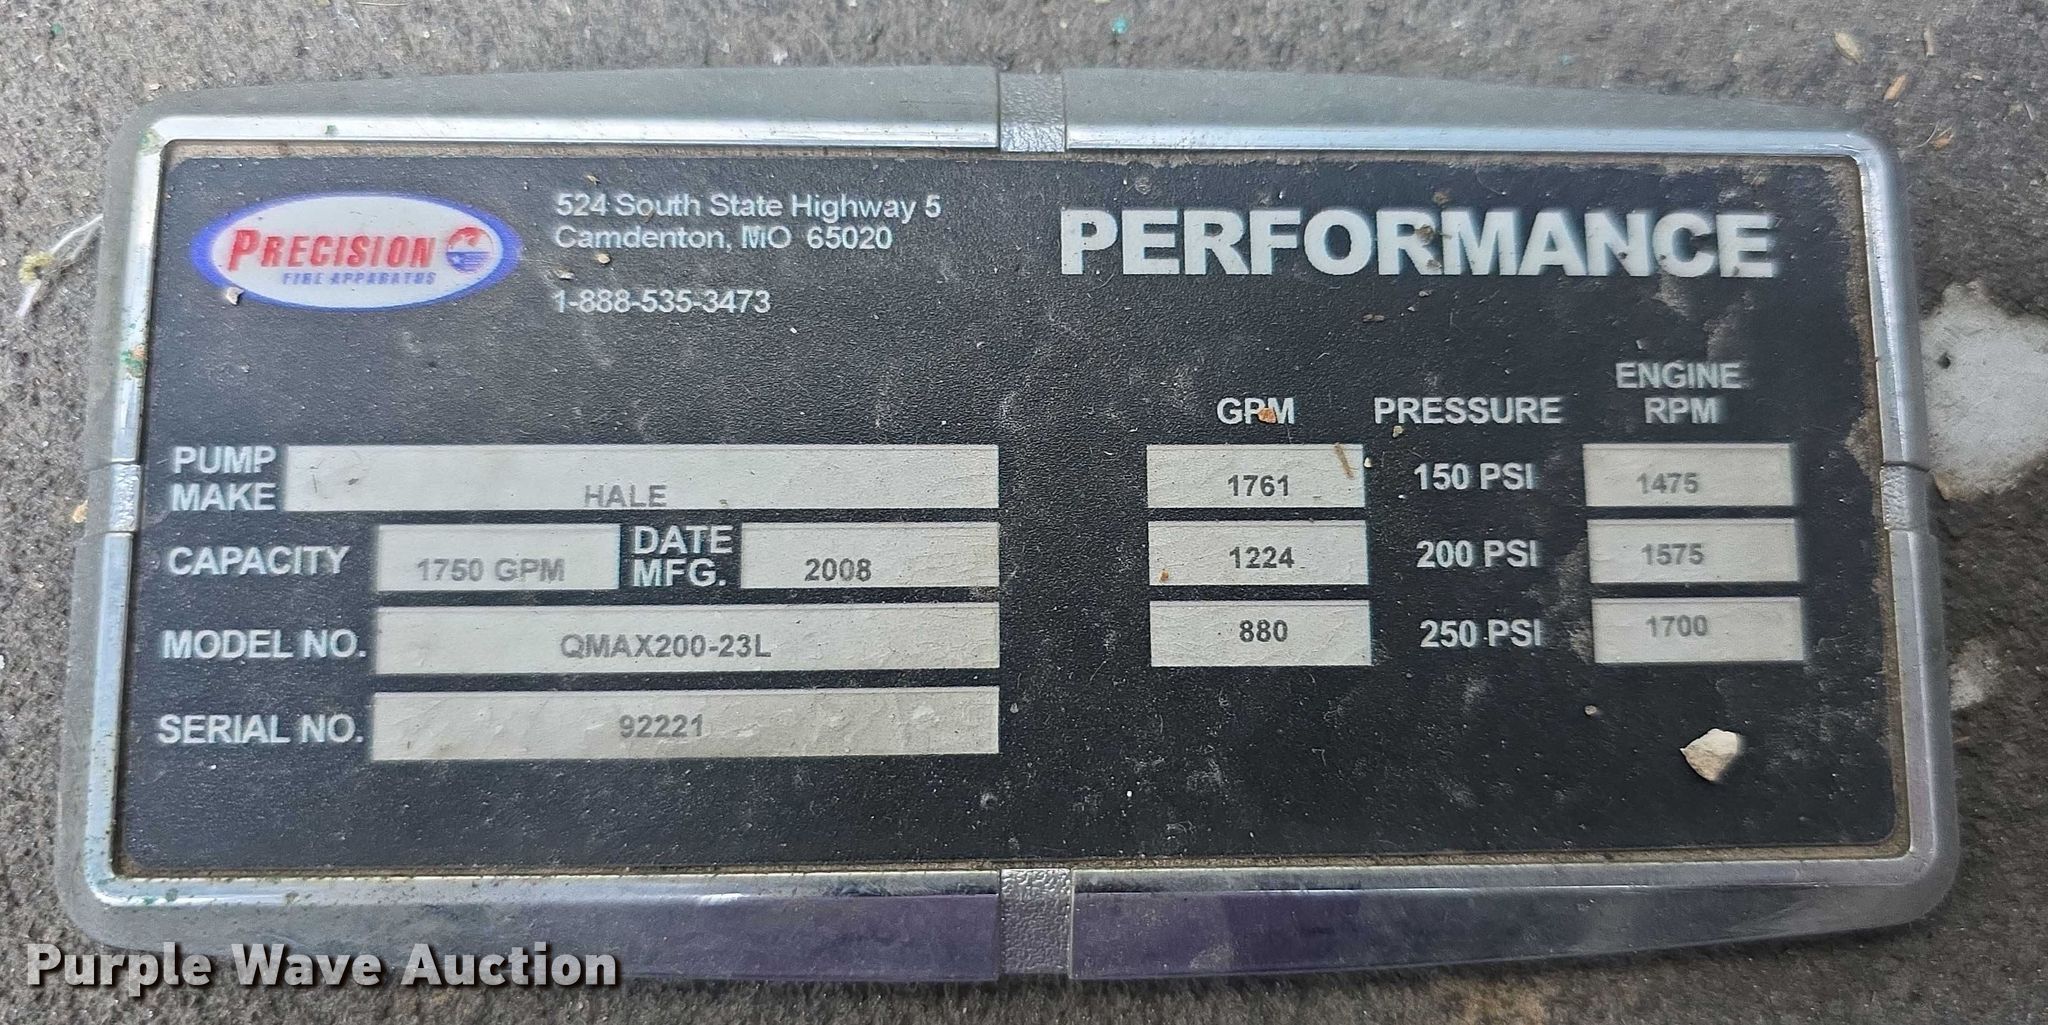 PRECISION
FIRE APPARATUS
524 South State Highway 5
Camdenton, MO 65020
1-888-535-3473
PERFORMANCE
PUMP MAKE HALE
CAPACITY 1750 GPM DATE MFG. 2008
MODEL NO. QMAX200-23L
SERIAL NO. 92221
GPM PRESSURE ENGINE RPM
1761 150 PSI 1475
1224 200 PSI 1575
880 250 PSI 1700
Purple Wave Auction